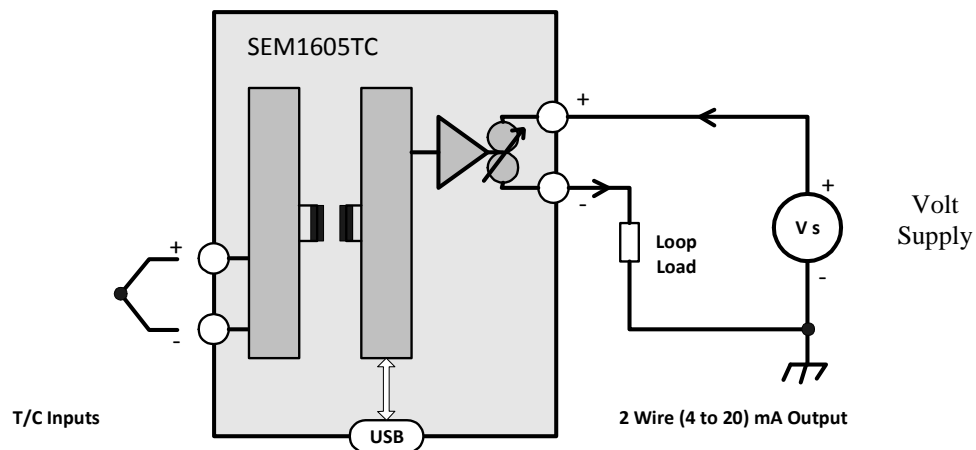 SEM1605TC
+
-
+
-
Loop
Load
+
V s
-
Volt
Supply
T/C Inputs
USB
2 Wire (4 to 20) mA Output